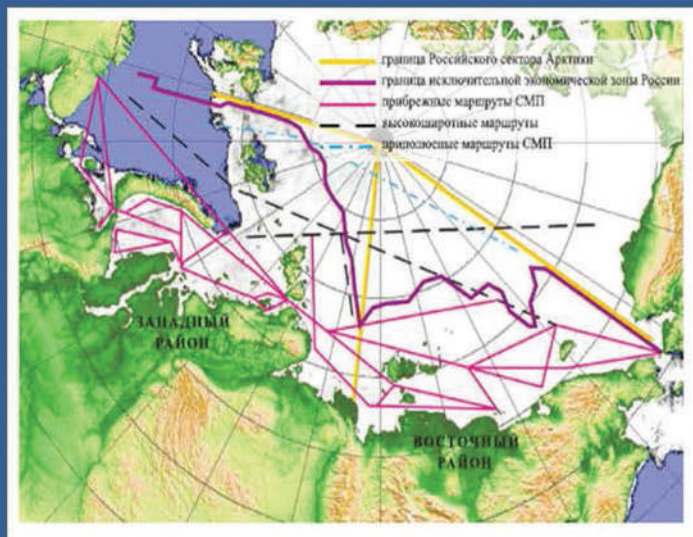 граница Российского сектора Арктики
граница исключительной экономической зоны России
прибрежные маршруты СМП
высокоширотные маршруты
приполюсные маршруты СМП
ЗАПАДНЫЙ
РАЙОН
ВОСТОЧНЫЙ
РАЙОН